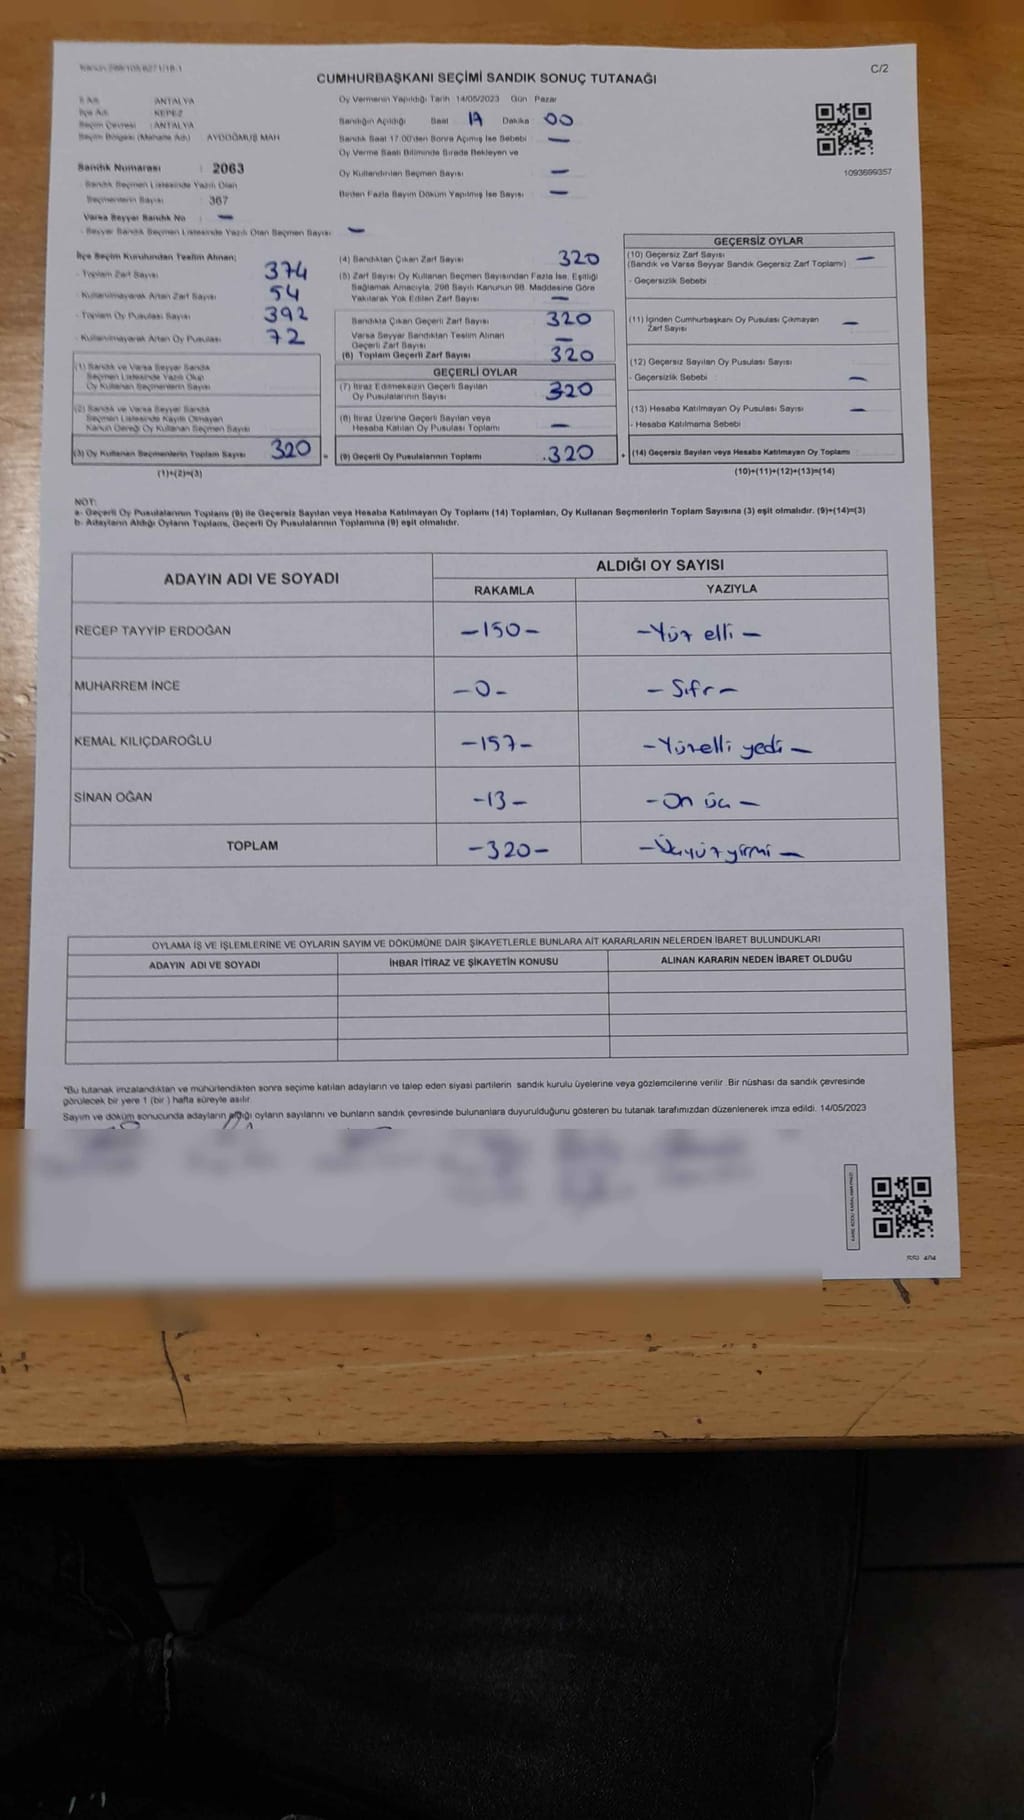 CUMHURBAŞKANI SEÇİMİ SANDIK SONUÇ TUTANAĞI
C/2
İli Adı : ANTALYA
İlçe Adı : KEPEZ
Seçim Çevresi : ANTALYA
Seçim Bölgesi (Mahalle Adı) : AYDOĞMUŞ MAH
Sandık Numarası : 2063
- Sandık Seçmen Listesinde Yazılı Olan
Seçmenlerin Sayısı : 367
Varsa Seyyar Sandık No : —
- Seyyar Sandık Seçmen Listesinde Yazılı Olan Seçmen Sayısı : —
Oy Vermenin Yapıldığı Tarih 14/05/2023 Gün Pazar
Sandığın Açıldığı Saat 17 Dakika 00
Sandık Saat 17:00'den Sonra Açımış İse Sebebi —
Oy Verme Saati Bitiminde Sırada Bekleyen ve
Oy Kullandırılan Seçmen Sayısı —
Birden Fazla Sayım Döküm Yapılmış İse Sayısı —
1093699357
İlçe Seçim Kurulundan Teslim Alınan;
- Toplam Zarf Sayısı 374
- Kullanılmayarak Artan Zarf Sayısı 54
- Toplam Oy Pusulası Sayısı 392
- Kullanılmayarak Artan Oy Pusulası 72
(1) Sandık ve Varsa Seyyar Sandık
Seçmen Listesinde Yazılı Olup
Oy Kullanan Seçmenlerin Sayısı
(2) Sandık ve Varsa Seyyar Sandık
Seçmen Listesinde Kayıtlı Olmayan
Kanun Gereği Oy Kullanan Seçmen Sayısı
(3) Oy Kullanan Seçmenlerin Toplam Sayısı 320 =
(1)+(2)=(3)
(4) Sandıktan Çıkan Zarf Sayısı 320
(5) Zarf Sayısı Oy Kullanan Seçmen Sayısından Fazla İse, Eşitliği
Sağlamak Amacıyla, 298 Sayılı Kanunun 98. Maddesine Göre
Yakılarak Yok Edilen Zarf Sayısı —
Sandıkta Çıkan Geçerli Zarf Sayısı 320
Varsa Seyyar Sandıktan Teslim Alınan
Geçerli Zarf Sayısı —
(6) Toplam Geçerli Zarf Sayısı 320
GEÇERLİ OYLAR
(7) İtiraz Edilmeksizin Geçerli Sayılan
Oy Pusulalarının Sayısı 320
(8) İtiraz Üzerine Geçerli Sayılan veya
Hesaba Katılan Oy Pusulası Toplamı —
(9) Geçerli Oy Pusulalarının Toplamı .320 +
GEÇERSİZ OYLAR
(10) Geçersiz Zarf Sayısı —
(Sandık ve Varsa Seyyar Sandık Geçersiz Zarf Toplamı)
- Geçersizlik Sebebi
(11) İçinden Cumhurbaşkanı Oy Pusulası Çıkmayan
Zarf Sayısı —
(12) Geçersiz Sayılan Oy Pusulası Sayısı
- Geçersizlik Sebebi —
(13) Hesaba Katılmayan Oy Pusulası Sayısı —
- Hesaba Katılmama Sebebi
(14) Geçersiz Sayılan veya Hesaba Katılmayan Oy Toplamı
(10)+(11)+(12)+(13)=(14)
NOT:
a- Geçerli Oy Pusulalarının Toplamı (9) ile Geçersiz Sayılan veya Hesaba Katılmayan Oy Toplamı (14) Toplamları, Oy Kullanan Seçmenlerin Toplam Sayısına (3) eşit olmalıdır. (9)+(14)=(3)
b- Adayların Aldığı Oyların Toplamı, Geçerli Oy Pusulalarının Toplamına (9) eşit olmalıdır.
ADAYIN ADI VE SOYADI
ALDIĞI OY SAYISI
RAKAMLA YAZIYLA
RECEP TAYYİP ERDOĞAN —150— —Yüz elli —
MUHARREM İNCE —0— —Sıfır—
KEMAL KILIÇDAROĞLU —157— —Yüzelli yedi —
SİNAN OĞAN —13— —On üç —
TOPLAM —320— —Üçyüzyirmi —
OYLAMA İŞ VE İŞLEMLERİNE VE OYLARIN SAYIM VE DÖKÜMÜNE DAİR ŞİKAYETLERLE BUNLARA AİT KARARLARIN NELERDEN İBARET BULUNDUKLARI
ADAYIN ADI VE SOYADI İHBAR İTİRAZ VE ŞİKAYETİN KONUSU ALINAN KARARIN NEDEN İBARET OLDUĞU
*Bu tutanak imzalandıktan ve mühürlendikten sonra seçime katılan adayların ve talep eden siyasi partilerin sandık kurulu üyelerine veya gözlemcilerine verilir .Bir nüshası da sandık çevresinde
görülecek bir yere 1 (bir ) hafta süreyle asılır.
Sayım ve döküm sonucunda adayların aldığı oyların sayılarını ve bunların sandık çevresinde bulunanlara duyurulduğunu gösteren bu tutanak tarafımızdan düzenlenerek imza edildi. 14/05/2023